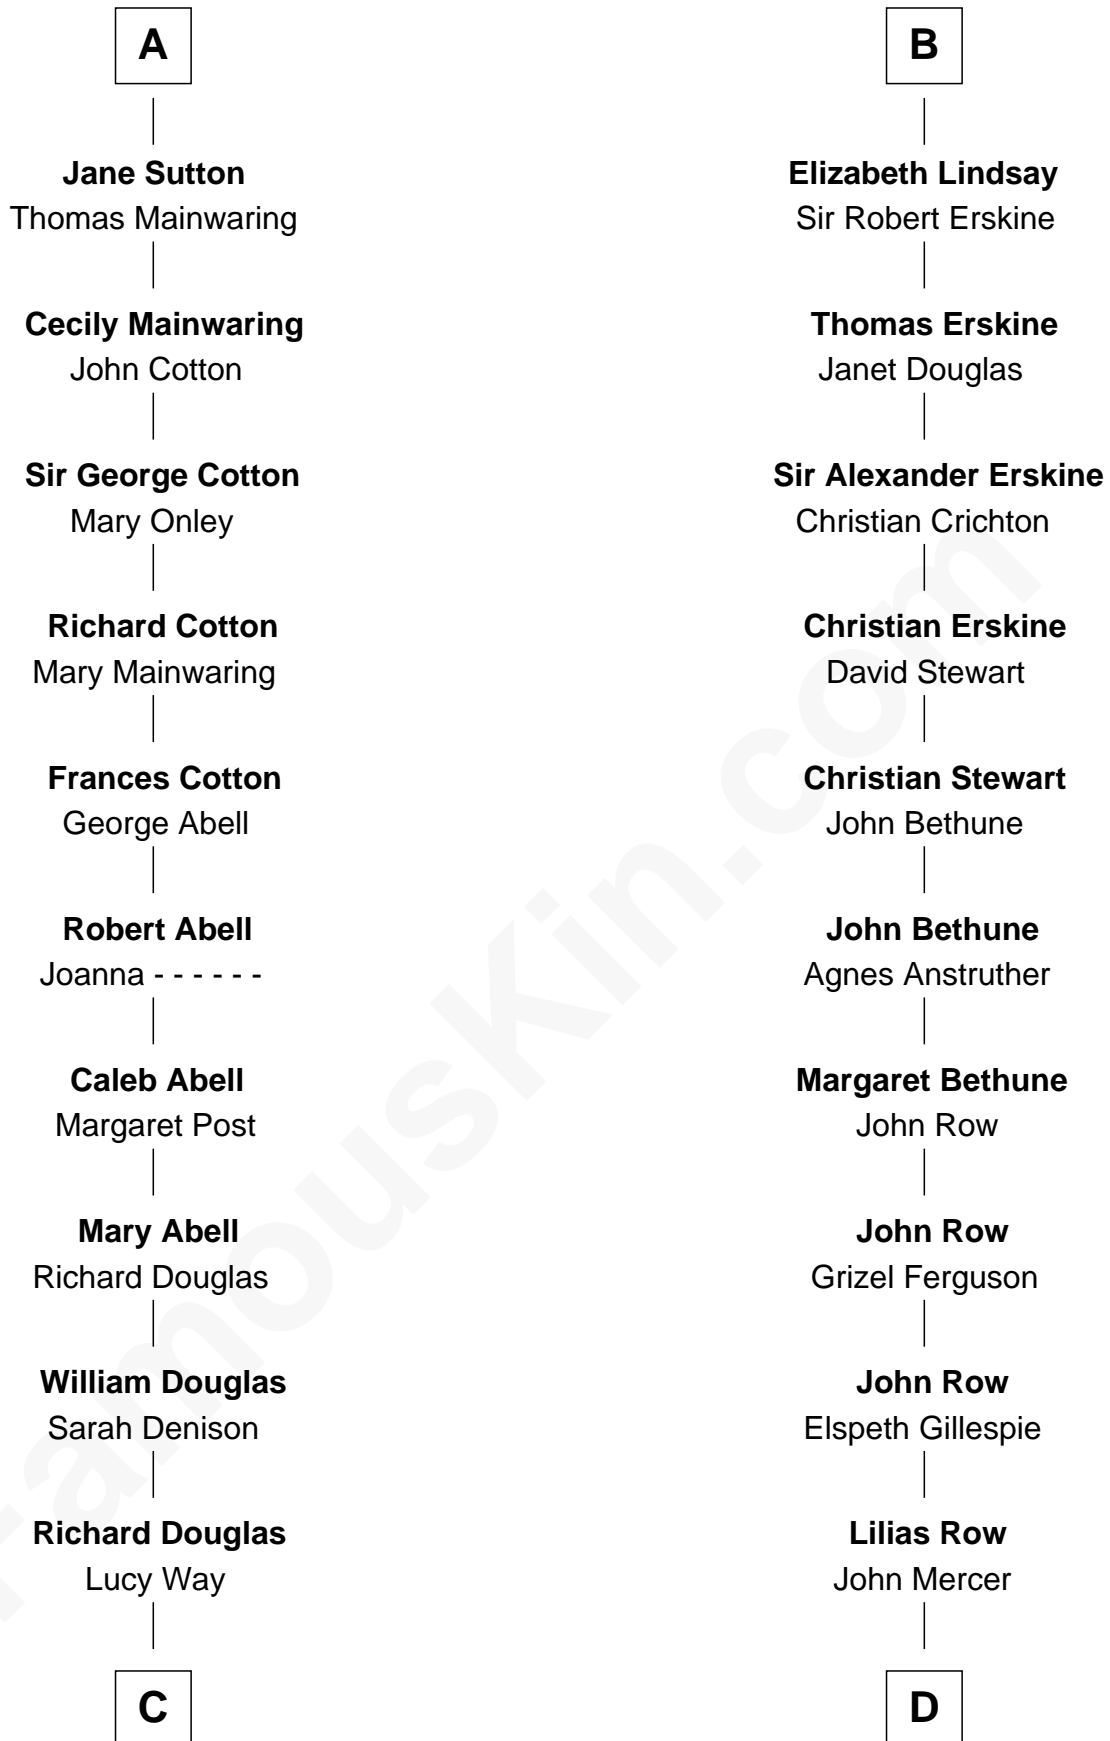 A
Jane Sutton
Thomas Mainwaring
Cecily Mainwaring
John Cotton
Sir George Cotton
Mary Onley
Richard Cotton
Mary Mainwaring
Frances Cotton
George Abell
Robert Abell
Joanna - - - - - -
Caleb Abell
Margaret Post
Mary Abell
Richard Douglas
William Douglas
Sarah Denison
Richard Douglas
Lucy Way
C
B
Elizabeth Lindsay
Sir Robert Erskine
Thomas Erskine
Janet Douglas
Sir Alexander Erskine
Christian Crichton
Christian Erskine
David Stewart
Christian Stewart
John Bethune
John Bethune
Agnes Anstruther
Margaret Bethune
John Row
John Row
Grizel Ferguson
John Row
Elspeth Gillespie
Lilias Row
John Mercer
D
FamousKin.com